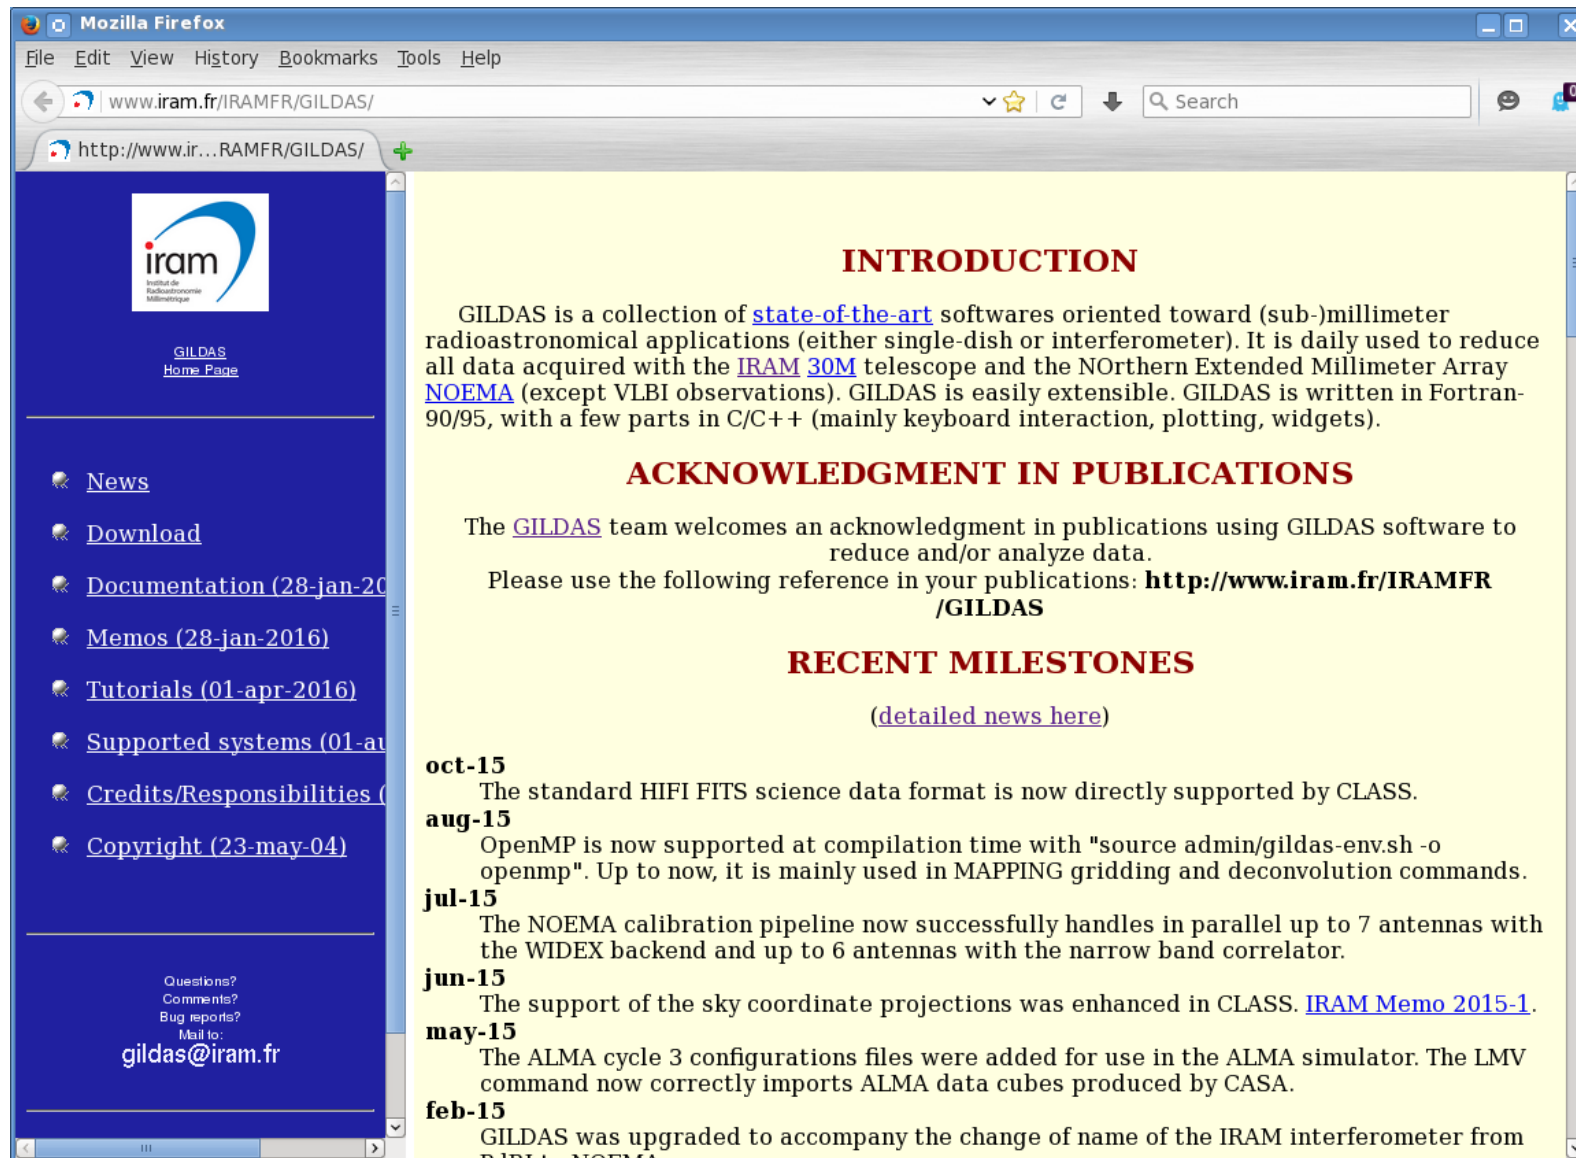 Mozilla Firefox
File Edit View History Bookmarks Tools Help
www.iram.fr/IRAMFR/GILDAS/
Search
0
http://www.ir...RAMFR/GILDAS/
iram
Institut de
Radioastronomie
Millimétrique
GILDAS
Home Page
News
Download
Documentation (28-jan-20
Memos (28-jan-2016)
Tutorials (01-apr-2016)
Supported systems (01-au
Credits/Responsibilities (
Copyright (23-may-04)
Questions?
Comments?
Bug reports?
Mail to:
gildas@iram.fr
INTRODUCTION
GILDAS is a collection of state-of-the-art softwares oriented toward (sub-)millimeter
radioastronomical applications (either single-dish or interferometer). It is daily used to reduce
all data acquired with the IRAM 30M telescope and the NOrthern Extended Millimeter Array
NOEMA (except VLBI observations). GILDAS is easily extensible. GILDAS is written in Fortran-
90/95, with a few parts in C/C++ (mainly keyboard interaction, plotting, widgets).
ACKNOWLEDGMENT IN PUBLICATIONS
The GILDAS team welcomes an acknowledgment in publications using GILDAS software to
reduce and/or analyze data.
Please use the following reference in your publications: http://www.iram.fr/IRAMFR
/GILDAS
RECENT MILESTONES
(detailed news here)
oct-15
The standard HIFI FITS science data format is now directly supported by CLASS.
aug-15
OpenMP is now supported at compilation time with "source admin/gildas-env.sh -o
openmp". Up to now, it is mainly used in MAPPING gridding and deconvolution commands.
jul-15
The NOEMA calibration pipeline now successfully handles in parallel up to 7 antennas with
the WIDEX backend and up to 6 antennas with the narrow band correlator.
jun-15
The support of the sky coordinate projections was enhanced in CLASS. IRAM Memo 2015-1.
may-15
The ALMA cycle 3 configurations files were added for use in the ALMA simulator. The LMV
command now correctly imports ALMA data cubes produced by CASA.
feb-15
GILDAS was upgraded to accompany the change of name of the IRAM interferometer from